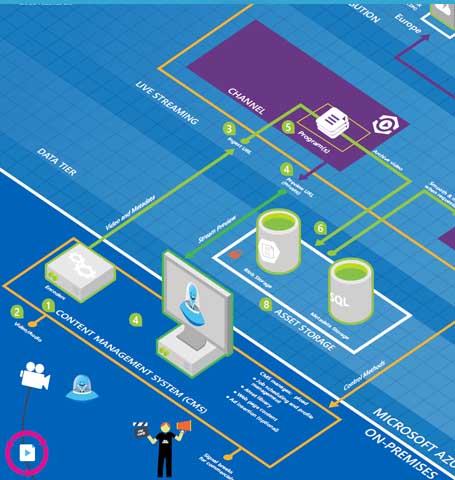 BUTION
Europe
CHANNEL
LIVE STREAMING
3
5
Ingest URL
Program(s)
Archive video
4
Preview URL
(Private)
DATA TIER
Video and Metadata
Stream Preview
6
Blob Storage
SQL
Metadata Storage
8
ASSET STORAGE
Encoders
2
1
Video/Audio
4
CONTENT MANAGEMENT SYSTEM (CMS)
Control Methods
CMS manages
• Job scheduling and profile
management
• Asset library
• Web page content
• Ad insertion (optional)
MICROSOFT AZU
ON-PREMISES
Signal breaks
for commercials